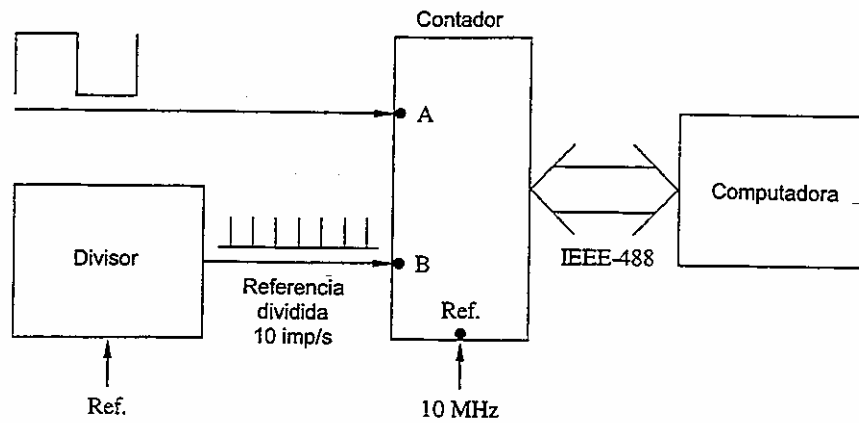 Contador
A
Divisor
B
Referencia
dividida
10 imp/s
Ref.
IEEE-488
Computadora
Ref.
10 MHz